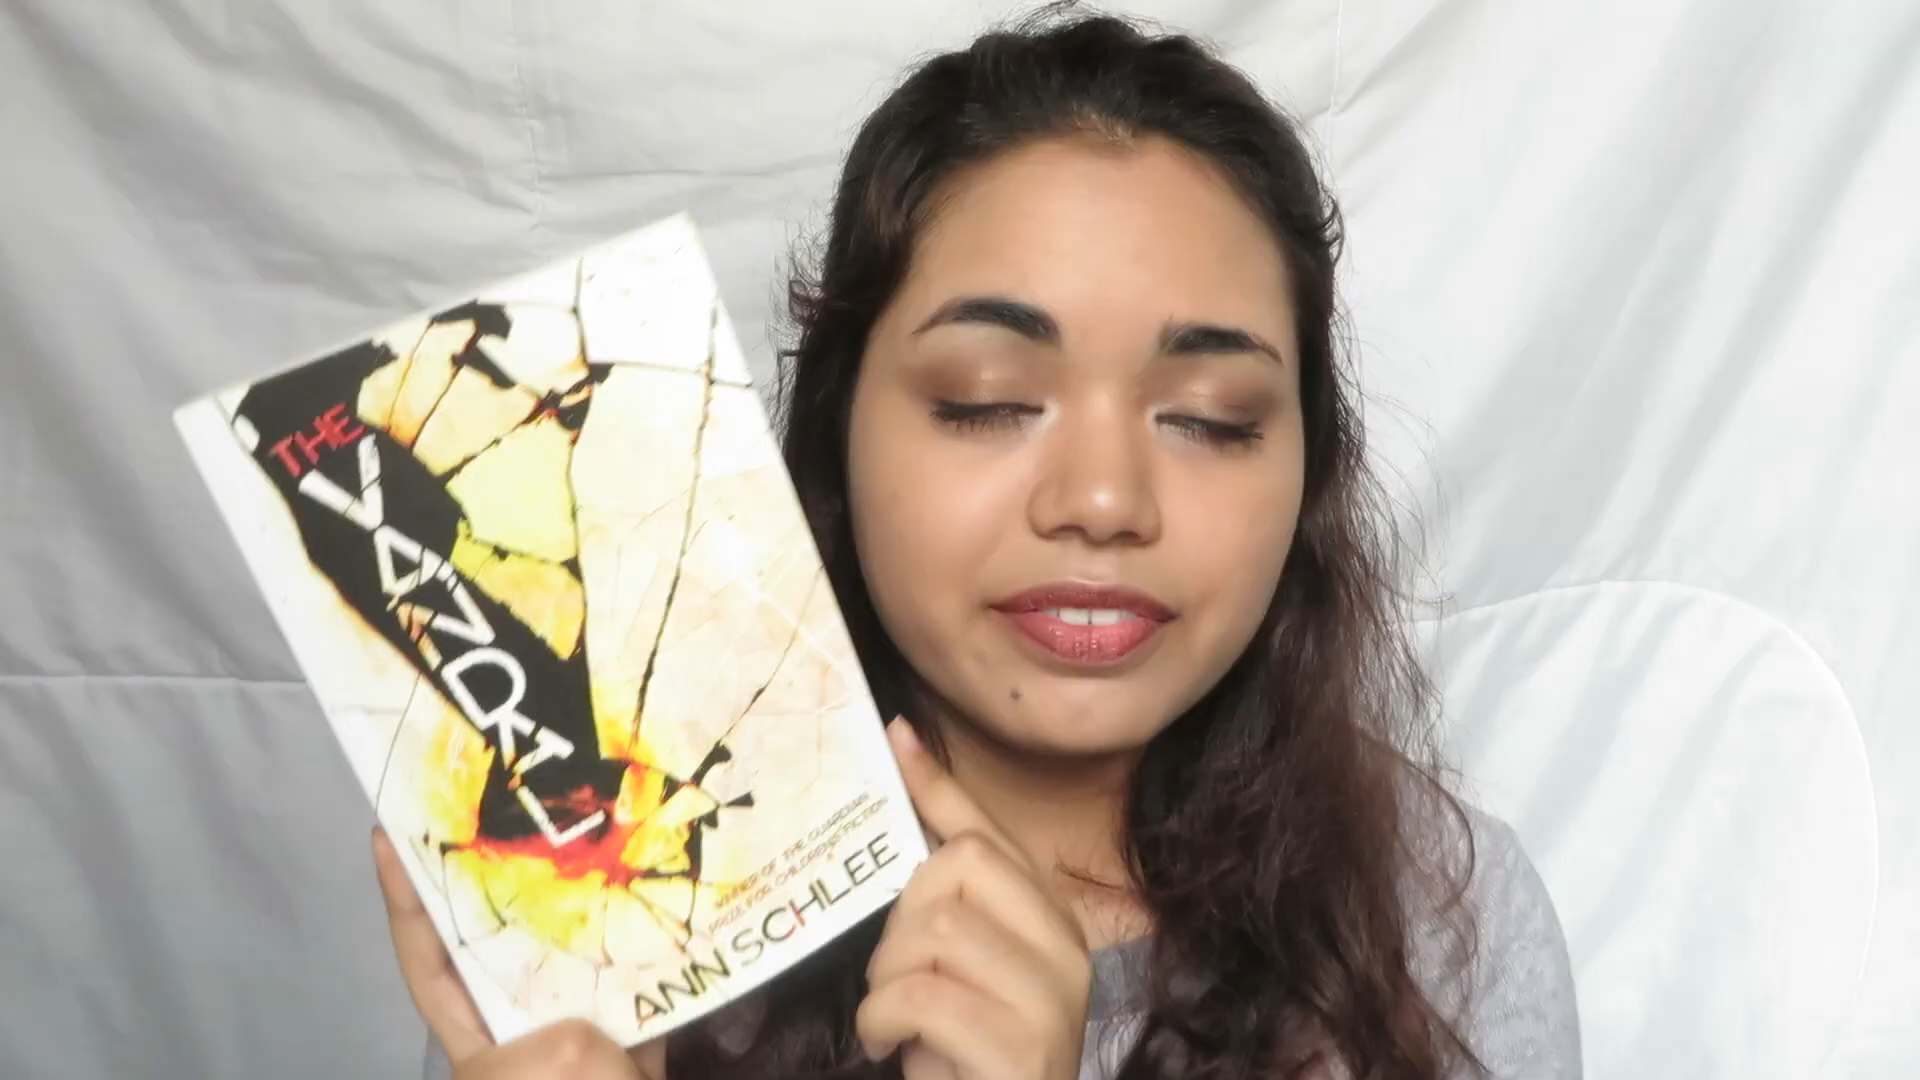 THE
VANDAL
WINNER OF THE GUARDIAN
PRIZE FOR CHILDREN'S FICTION
ANN SCHLEE